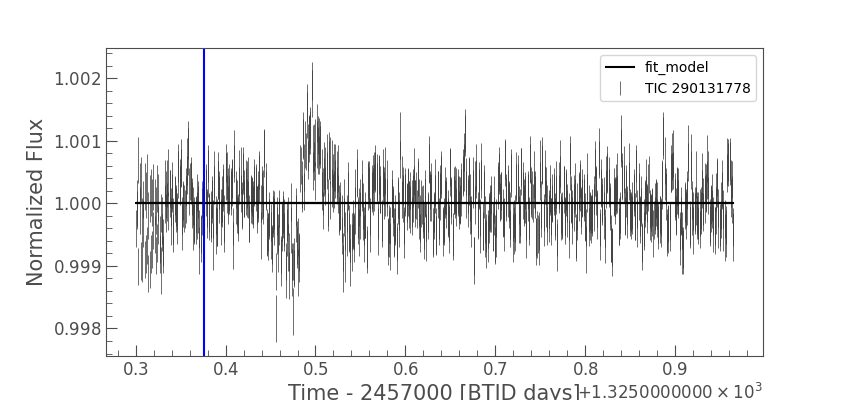 fit_model
TIC 290131778
1.002
1.001
1.000
0.999
0.998
Normalized Flux
0.3 0.4 0.5 0.6 0.7 0.8 0.9
Time - 2457000 [BTJD days]
+1.3250000000 × 10³